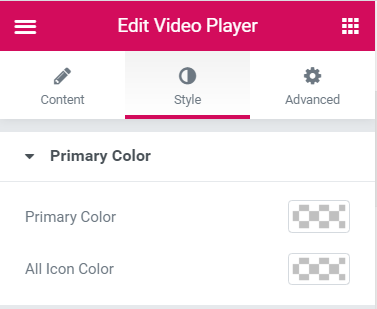 Edit Video Player
Content Style Advanced
Primary Color
Primary Color
All Icon Color